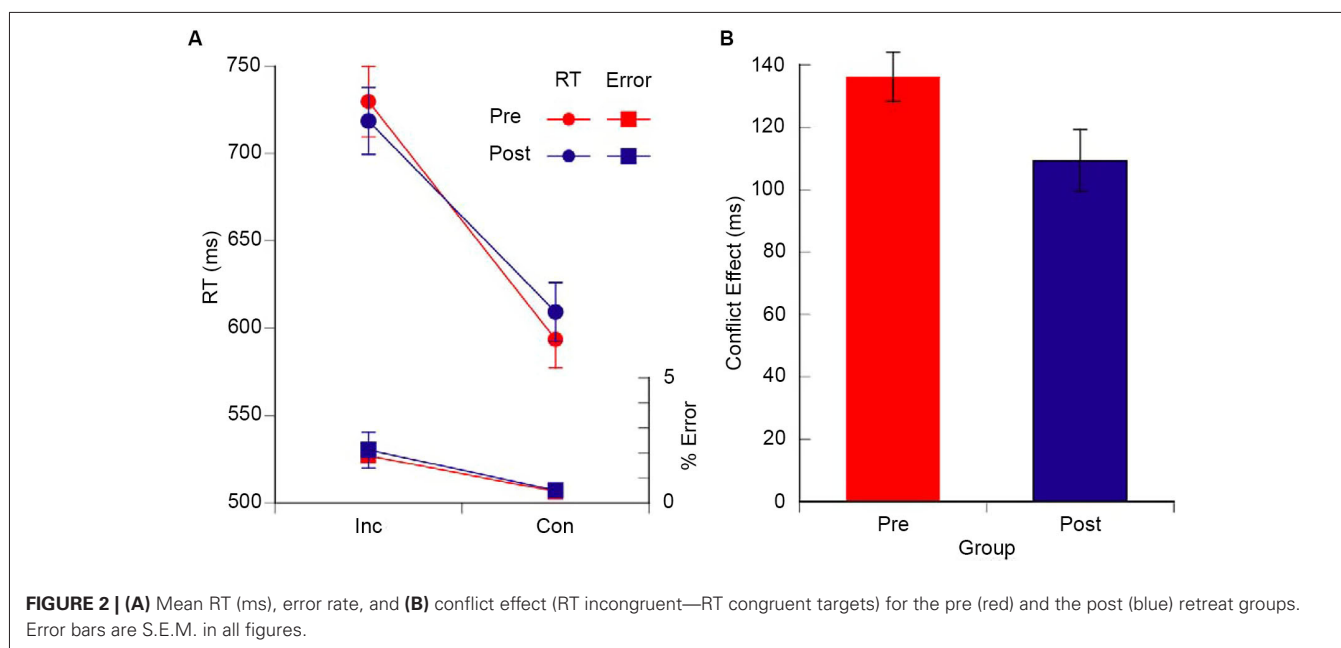 A
750
700
650
600
550
500
RT (ms)
RT Error
Pre
Post
5
0
% Error
Inc Con
B
140
120
100
80
60
40
20
0
Conflict Effect (ms)
Pre Post
Group
FIGURE 2 | (A) Mean RT (ms), error rate, and (B) conflict effect (RT incongruent—RT congruent targets) for the pre (red) and the post (blue) retreat groups.
Error bars are S.E.M. in all figures.